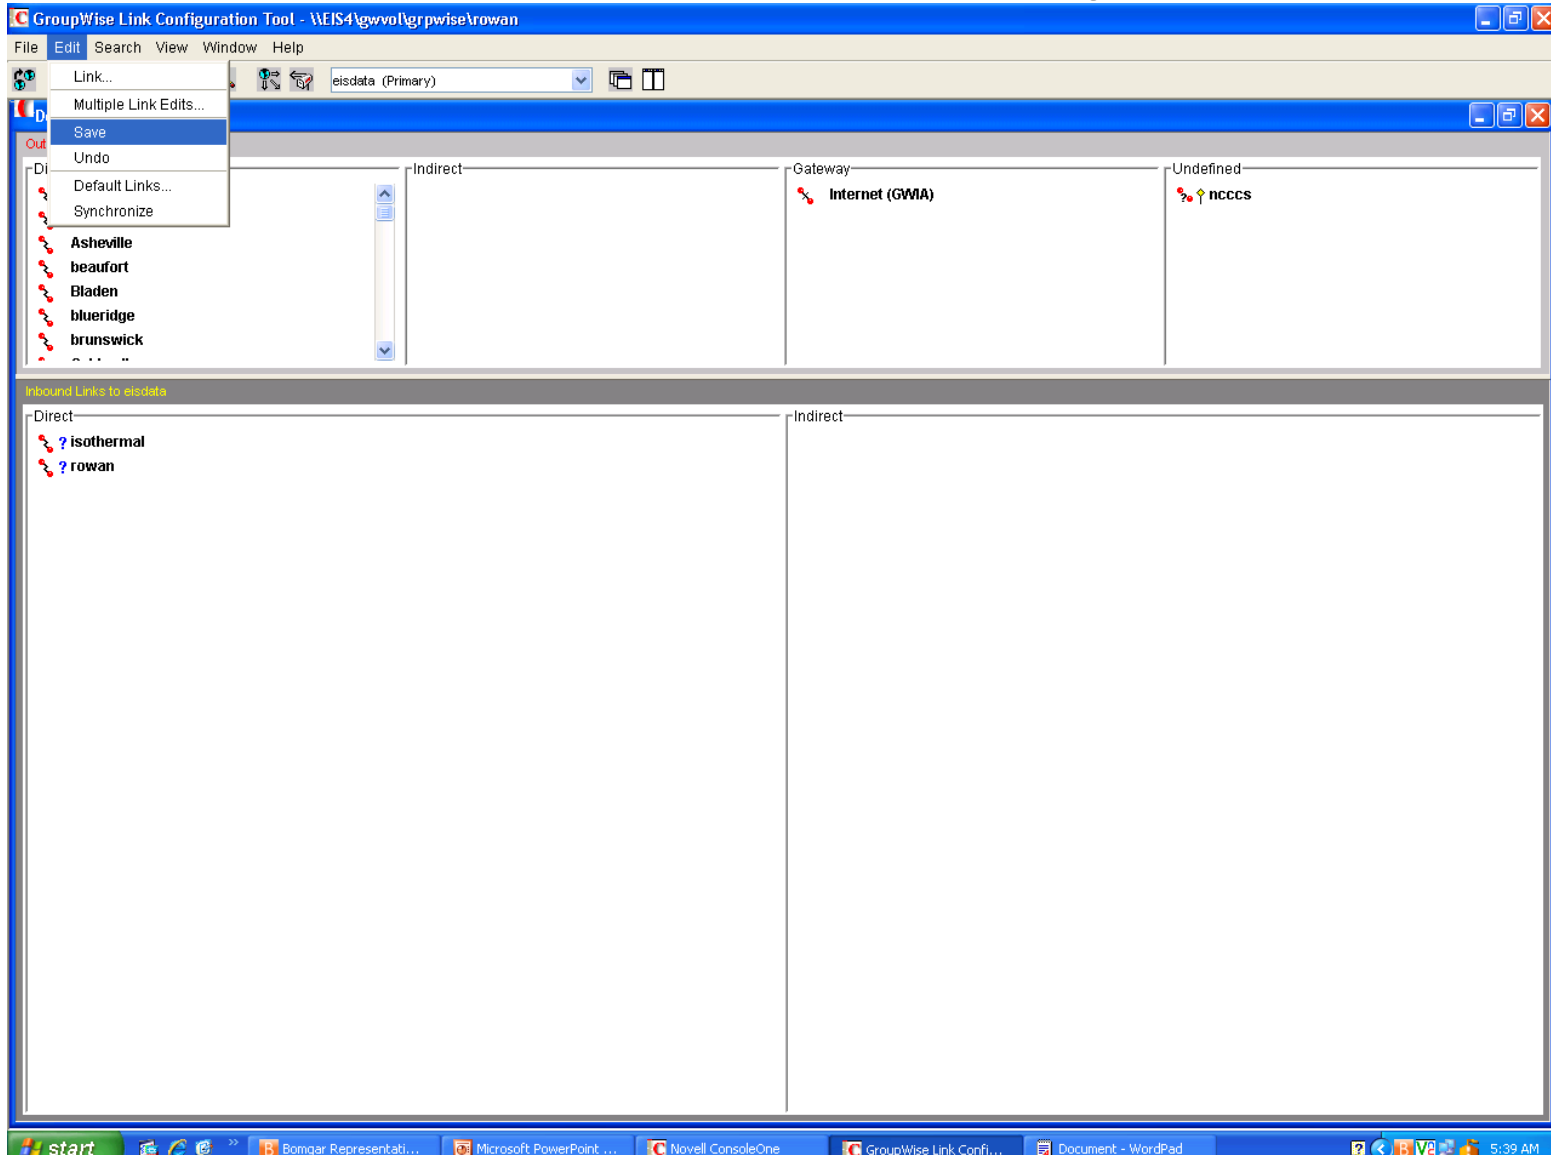 GroupWise Link Configuration Tool - \\EIS4\gwvol\grpwise\rowan
File Edit Search View Window Help
eisdata (Primary)
Link...
Multiple Link Edits...
Save
Undo
Default Links...
Synchronize
Out
Di
Indirect
Gateway
Undefined
Internet (GWIA)
ncccs
Asheville
beaufort
Bladen
blueridge
brunswick
Inbound Links to eisdata
Direct
Indirect
? isothermal
? rowan
start
Bomgar Representati...
Microsoft PowerPoint ...
Novell ConsoleOne
GroupWise Link Confi...
Document - WordPad
5:39 AM